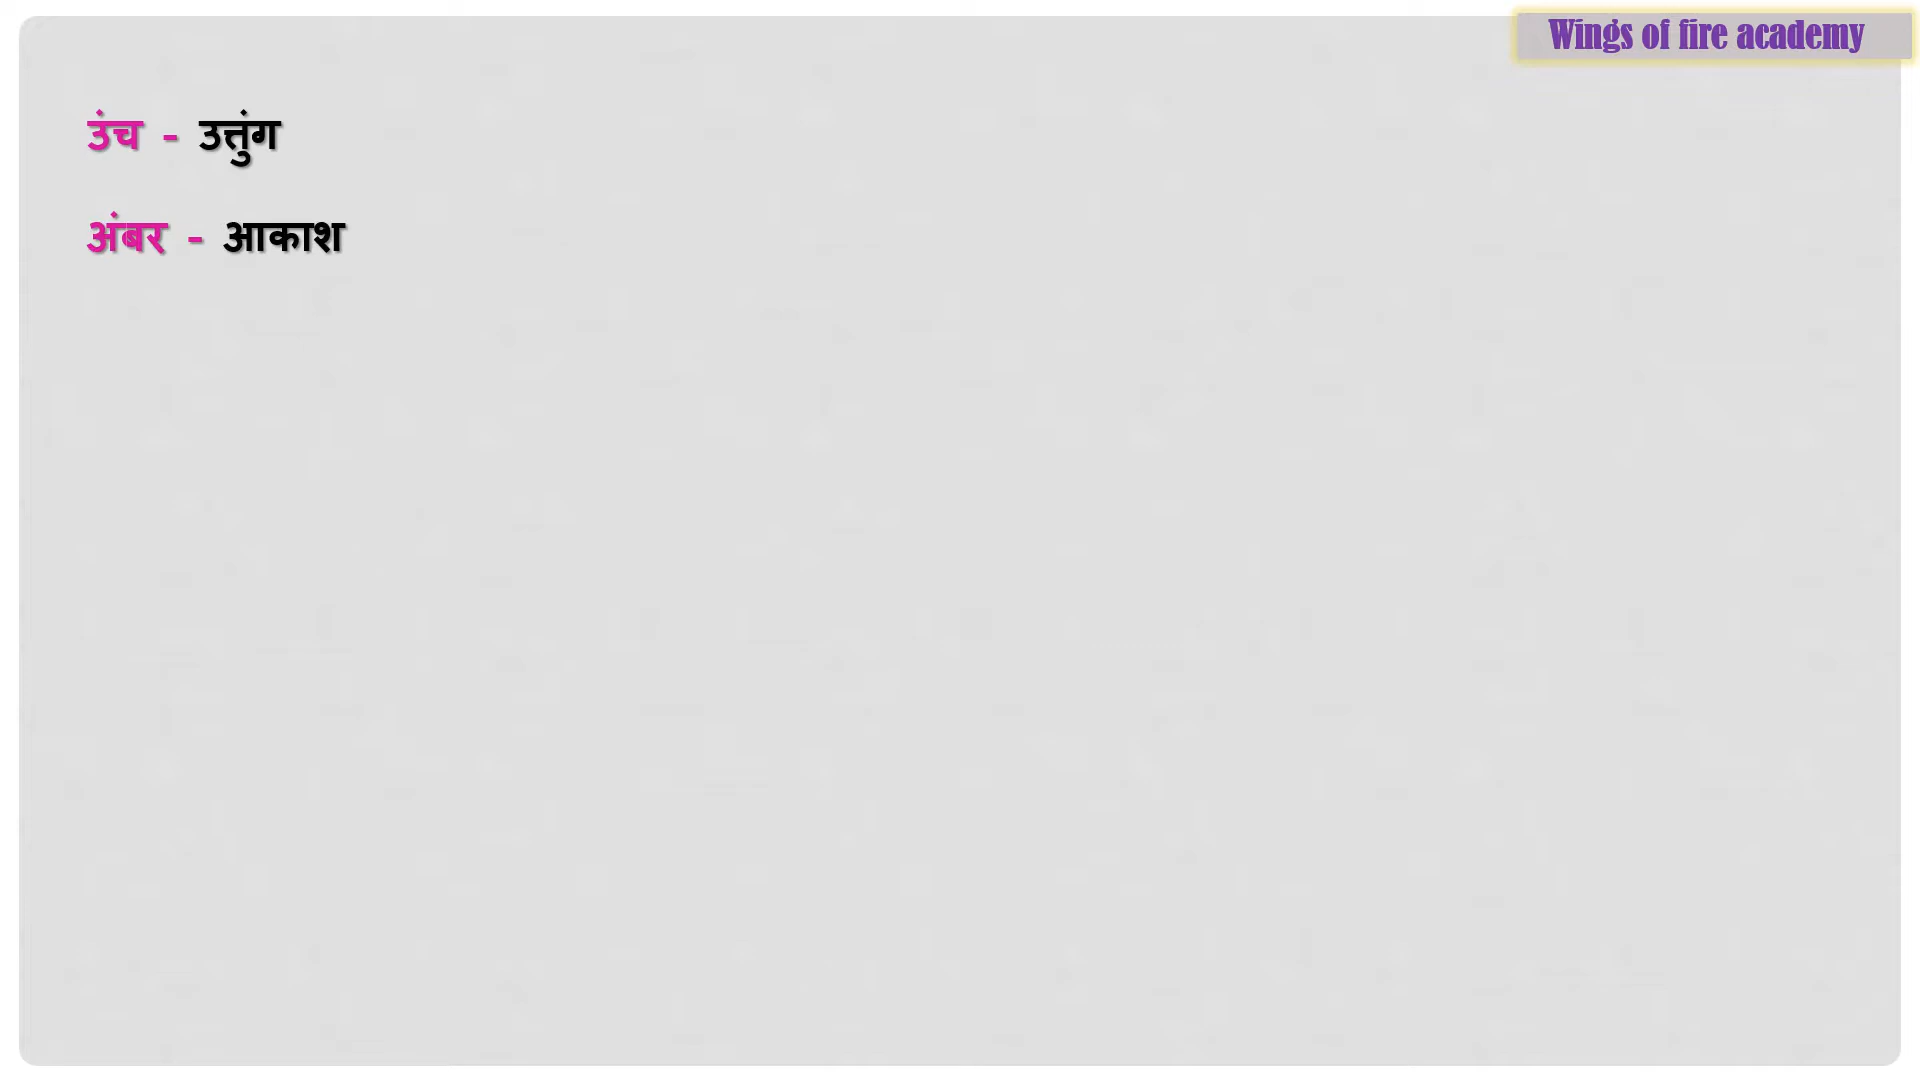 Wings of fire academy
उंच - उत्तुंग
अंबर - आकाश